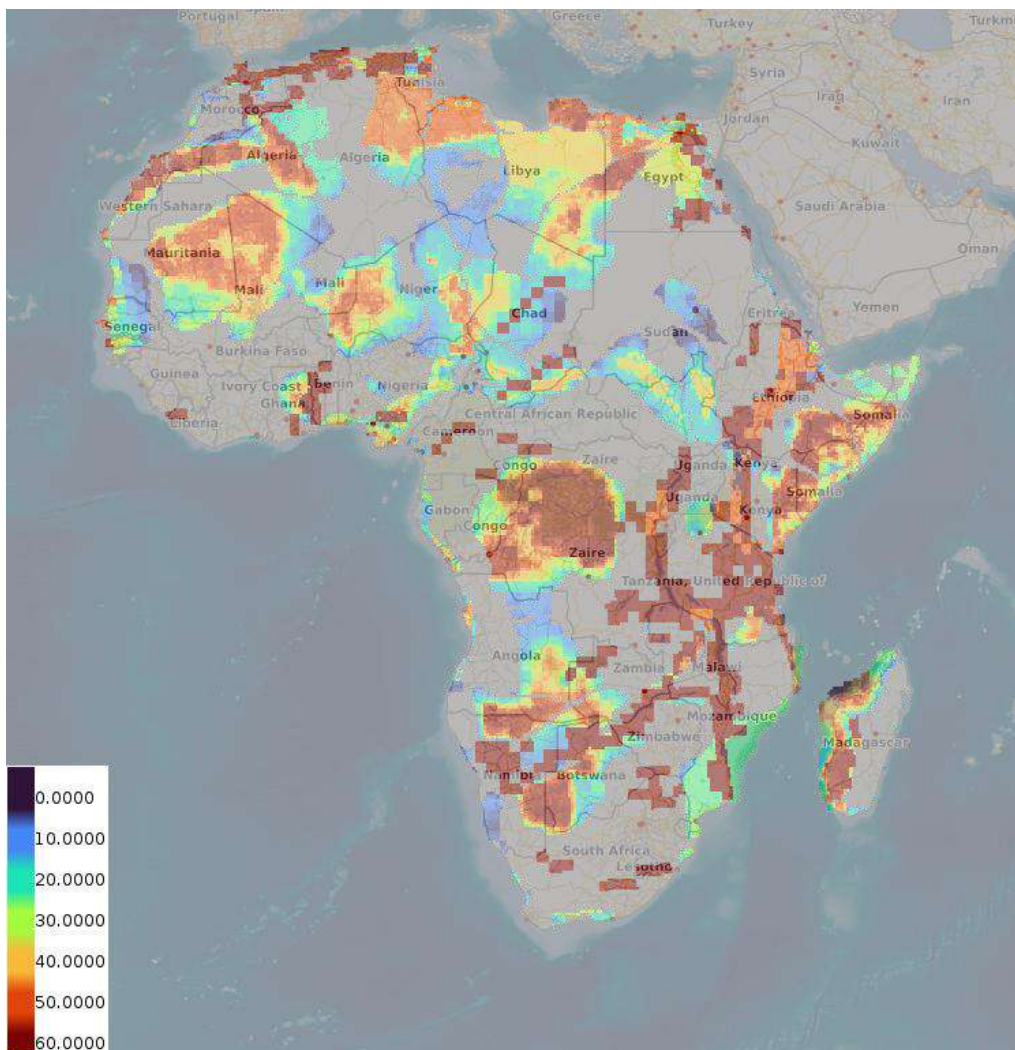 Portugal
Greece
Turkey
Turkm
Tunisia
Syria
Morocco
Iraq
Iran
Jordan
Algeria
Algeria
Kuwait
Libya
Egypt
Western Sahara
Saudi Arabia
Mauritania
Oman
Mali
Mali
Niger
Yemen
Chad
Eritrea
Senegal
Sudan
Burkina Faso
Guinea
Benin
Nigeria
Ivory Coast
Ethiopia
Ghana
Somalia
Liberia
Central African Republic
Cameroon
Zaire
Congo
Uganda
Kenya
Somalia
Uganda
Gabon
Kenya
Congo
Zaire
Tanzania, United Republic of
Angola
Zambia
Malawi
Mozambique
Zimbabwe
Madagascar
Namibia
Botswana
0.0000
10.0000
20.0000
South Africa
Lesotho
30.0000
40.0000
50.0000
60.0000